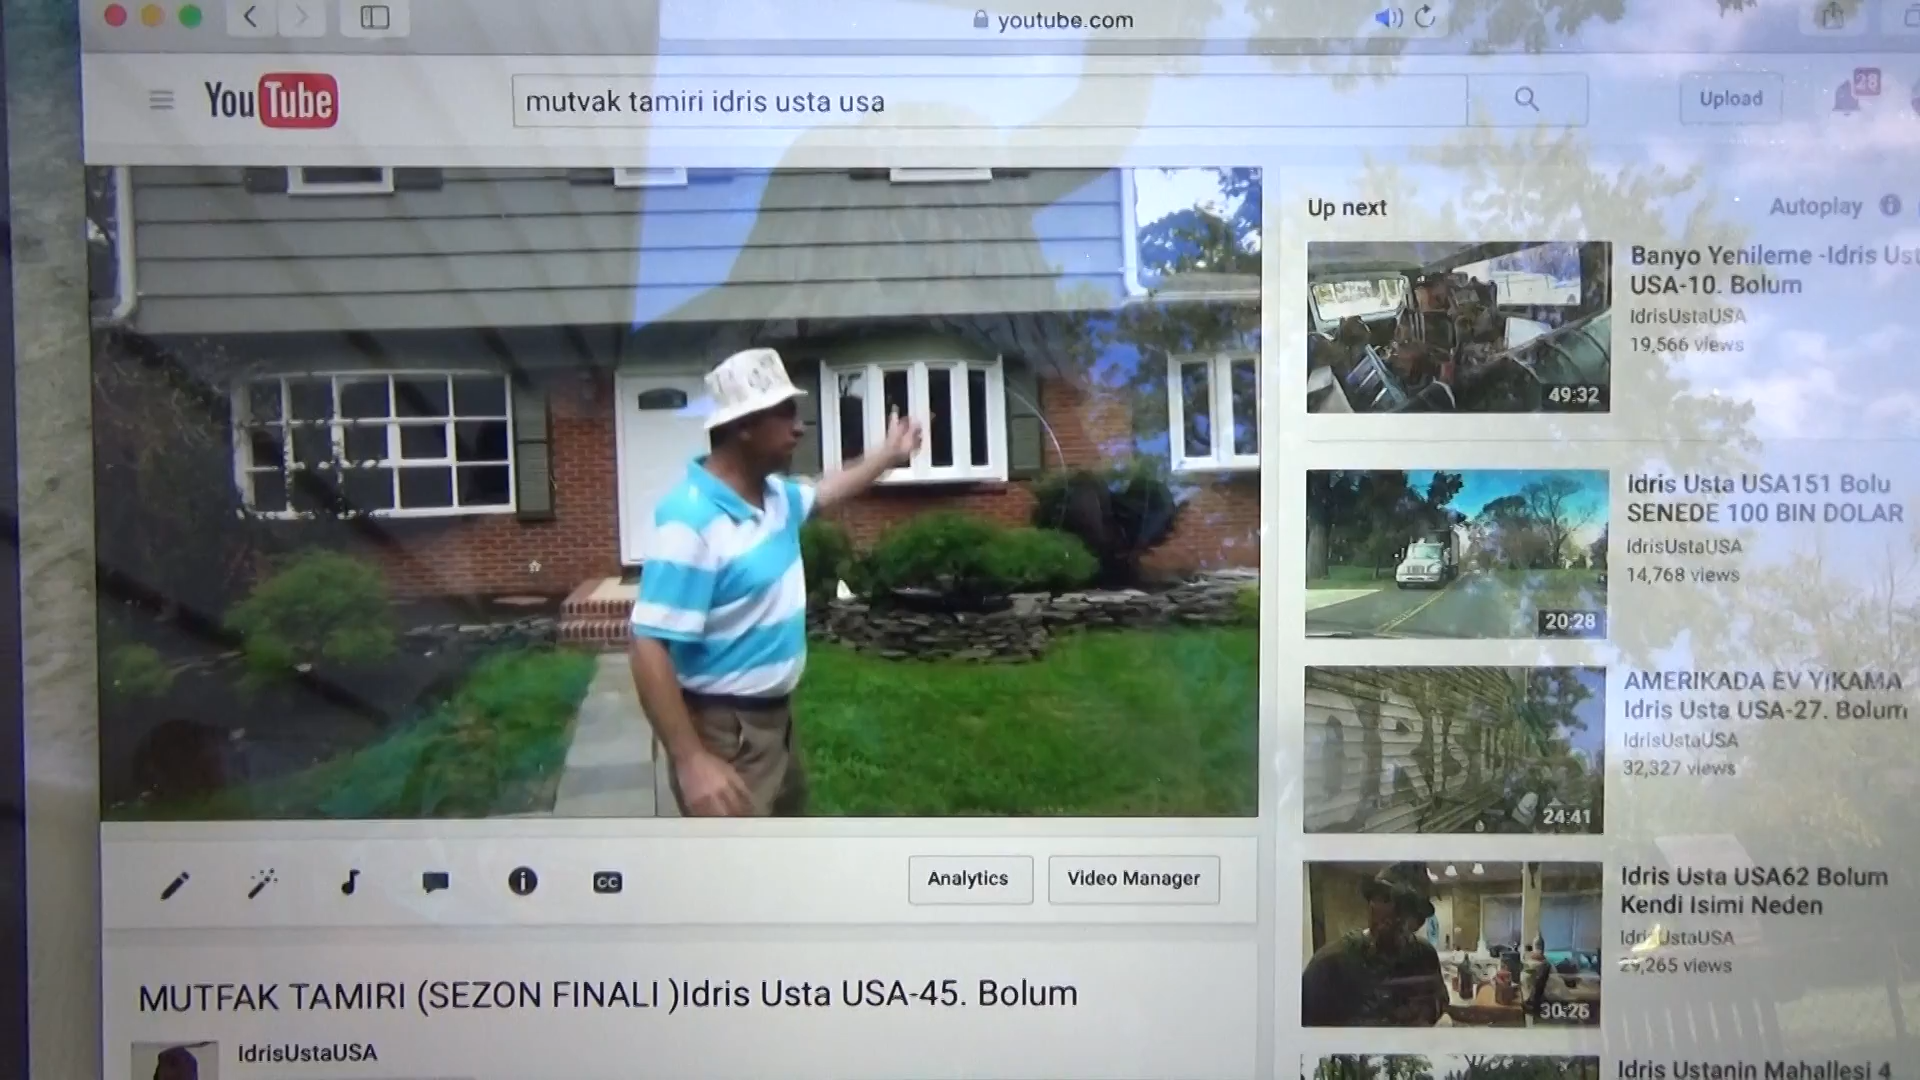 youtube.com
YouTube
mutvak tamiri idris usta usa
Upload
28
Up next
Autoplay
Banyo Yenileme -Idris Ust
USA-10. Bolum
IdrisUstaUSA
19,566 views
49:32
Idris Usta USA151 Bolu
SENEDE 100 BIN DOLAR
IdrisUstaUSA
14,768 views
20:28
AMERIKADA EV YIKAMA
Idris Usta USA-27. Bolum
IdrisUstaUSA
32,327 views
24:41
Idris Usta USA62 Bolum
Kendi Isimi Neden
IdrisUstaUSA
29,265 views
30:26
Idris Ustanin Mahallesi 4
CC
Analytics
Video Manager
MUTFAK TAMIRI (SEZON FINALI )Idris Usta USA-45. Bolum
IdrisUstaUSA